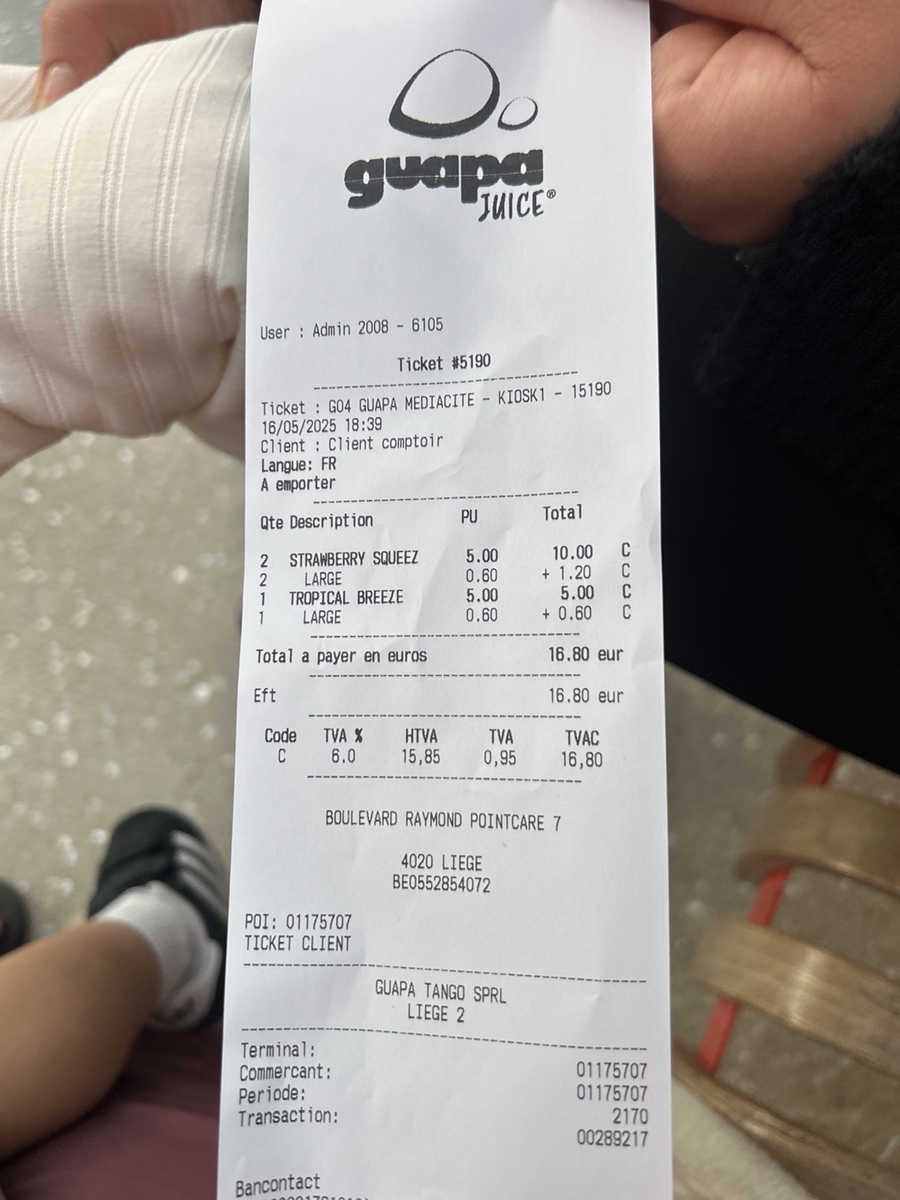 guapa
JUICE®
User : Admin 2008 - 6105
Ticket #5190
Ticket : G04 GUAPA MEDIACITE - KIOSK1 - 15190
16/05/2025 18:39
Client : Client comptoir
Langue: FR
A emporter
Qte Description PU Total
2 STRAWBERRY SQUEEZ 5.00 10.00 C
2 LARGE 0.60 + 1.20 C
1 TROPICAL BREEZE 5.00 5.00 C
1 LARGE 0.60 + 0.60 C
Total a payer en euros 16.80 eur
Eft 16.80 eur
Code TVA % HTVA TVA TVAC
C 6.0 15,85 0,95 16,80
BOULEVARD RAYMOND POINTCARE 7
4020 LIEGE
BE0552854072
POI: 01175707
TICKET CLIENT
GUAPA TANGO SPRL
LIEGE 2
Terminal: 01175707
Commercant: 01175707
Periode: 2170
Transaction: 00289217
Bancontact